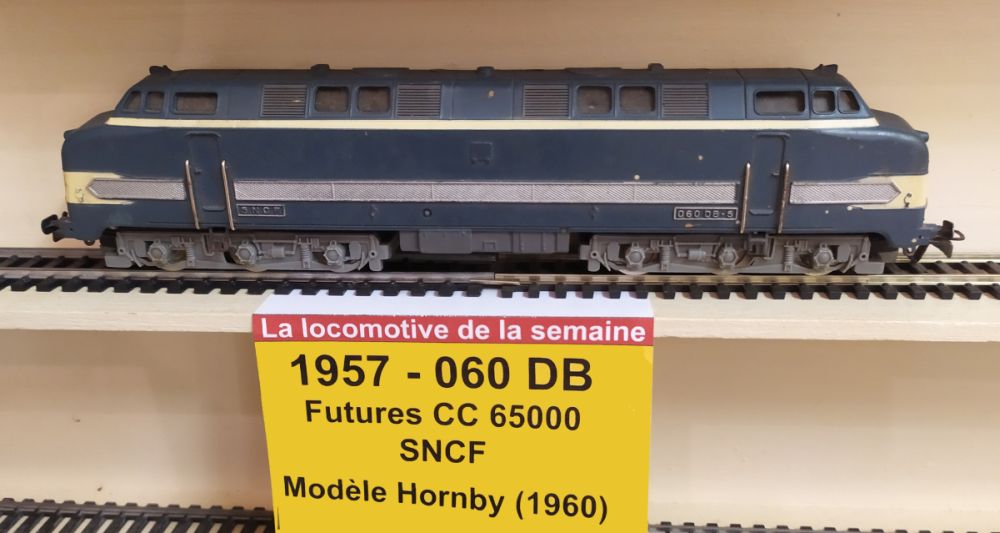 S.N.C.F.
060.DB-5
La locomotive de la semaine
1957 - 060 DB
Futures CC 65000
SNCF
Modèle Hornby (1960)